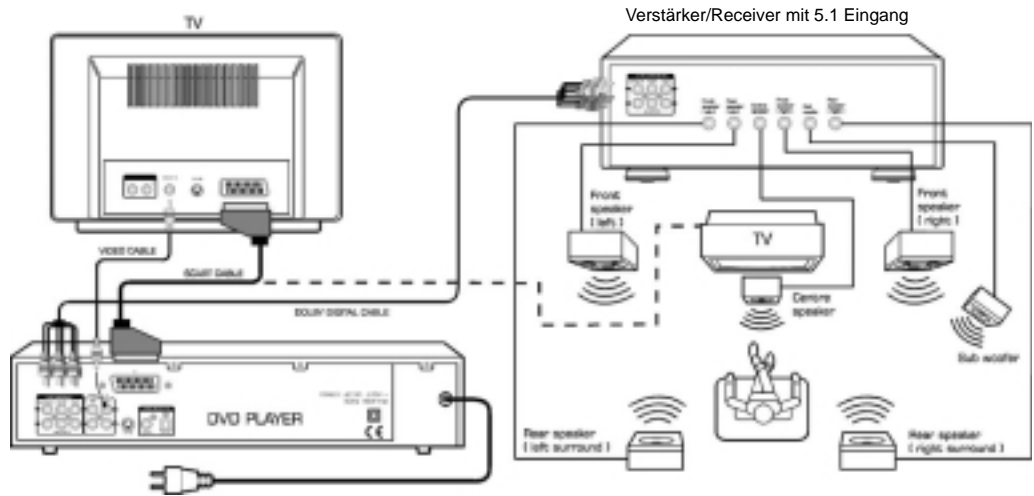 Verstärker/Receiver mit 5.1 Eingang
TV
Front
speaker
( left )
Front
speaker
( right )
TV
VIDEO CABLE
SCART CABLE
DOLBY DIGITAL CABLE
Centre
speaker
Sub woofer
DVD PLAYER
CE
Rear speaker
( left surround )
Rear speaker
( right surround )